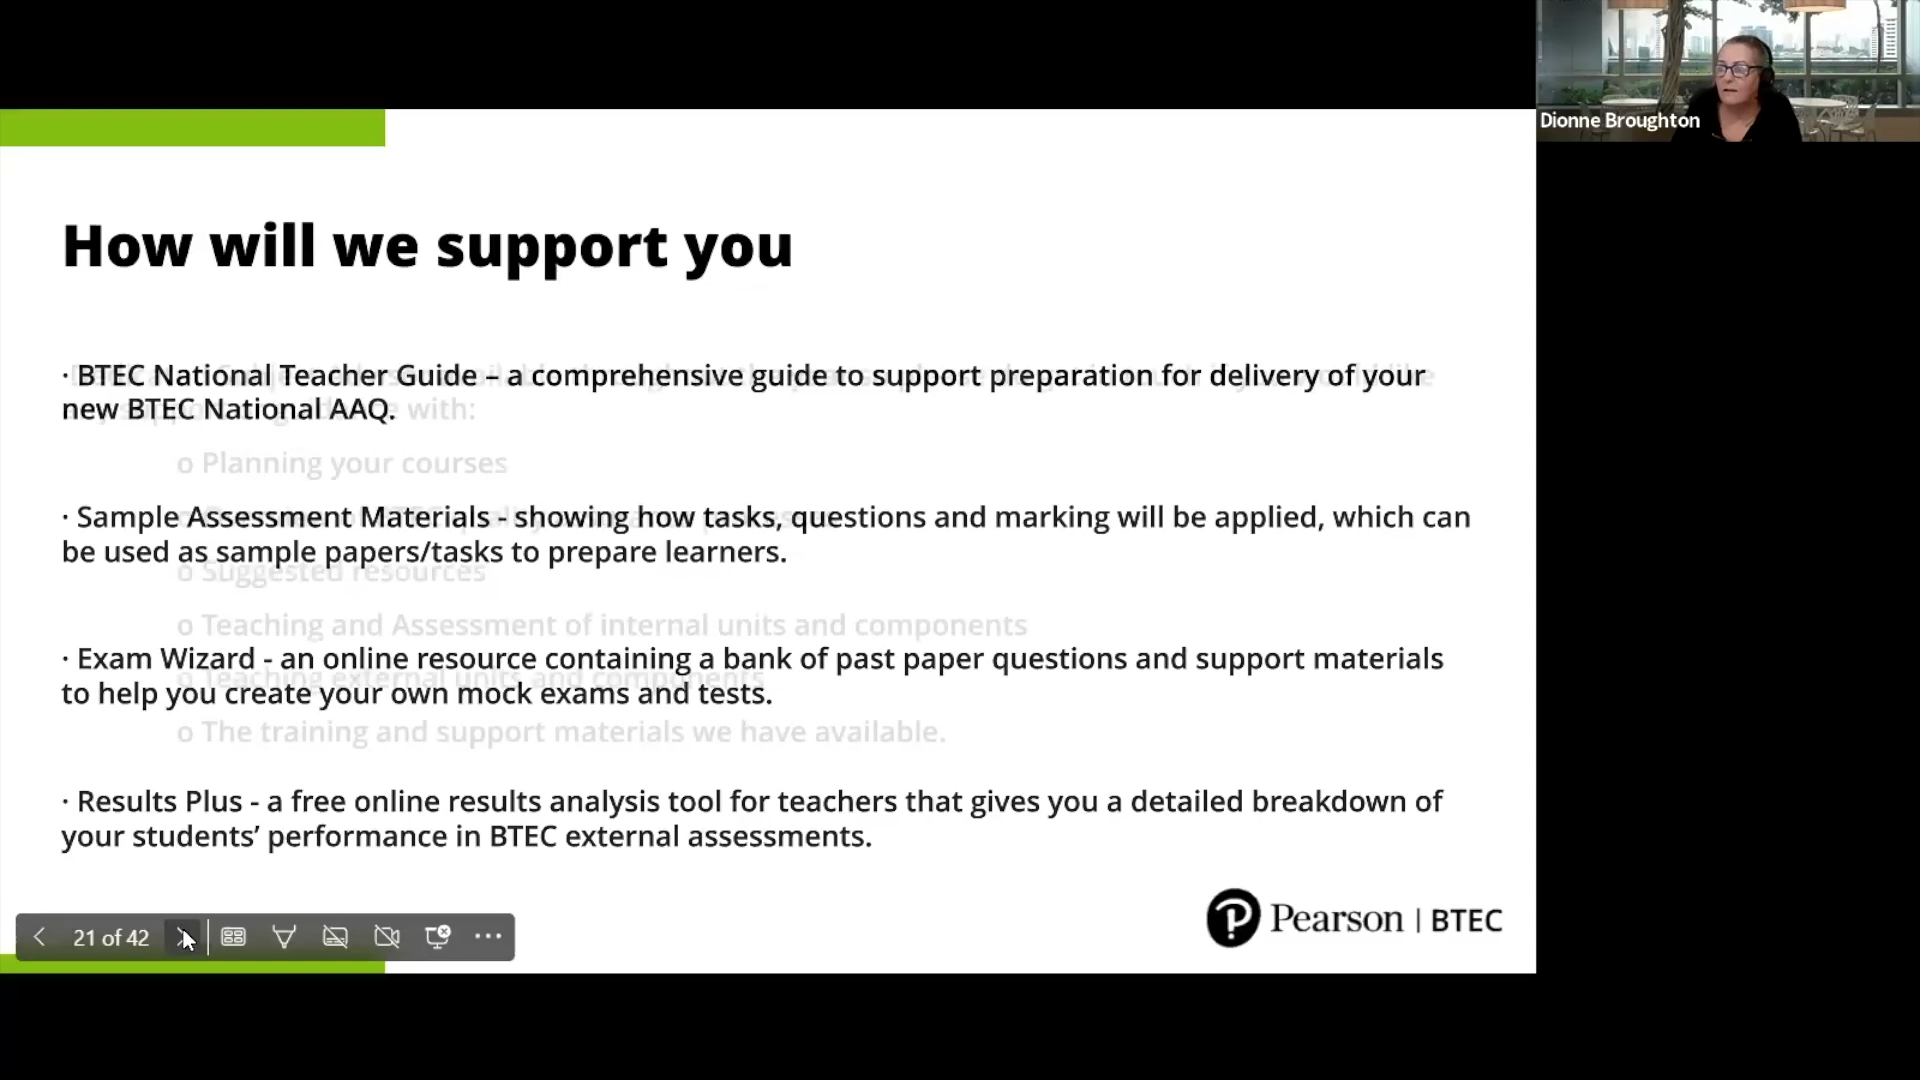 Dionne Broughton
How will we support you
· BTEC National Teacher Guide – a comprehensive guide to support preparation for delivery of your
new BTEC National AAQ.
with:
o Planning your courses
· Sample Assessment Materials - showing how tasks, questions and marking will be applied, which can
be used as sample papers/tasks to prepare learners.
o Suggested resources
o Teaching and Assessment of internal units and components
· Exam Wizard - an online resource containing a bank of past paper questions and support materials
o Teaching external units and components
to help you create your own mock exams and tests.
o The training and support materials we have available.
· Results Plus - a free online results analysis tool for teachers that gives you a detailed breakdown of
your students’ performance in BTEC external assessments.
21 of 42
Pearson | BTEC